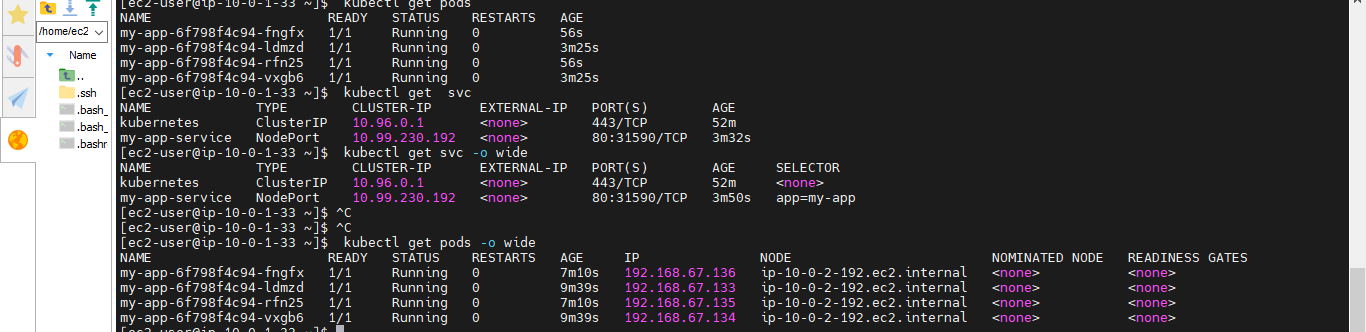 /home/ec2
Name
..
.ssh
.bash_
.bash_
.bashr
[ec2-user@ip-10-0-1-33 ~]$  kubectl get pods
NAME                      READY   STATUS    RESTARTS   AGE
my-app-6f798f4c94-fngfx   1/1     Running   0          56s
my-app-6f798f4c94-ldmzd   1/1     Running   0          3m25s
my-app-6f798f4c94-rfn25   1/1     Running   0          56s
my-app-6f798f4c94-vxgb6   1/1     Running   0          3m25s
[ec2-user@ip-10-0-1-33 ~]$  kubectl get  svc
NAME             TYPE        CLUSTER-IP      EXTERNAL-IP   PORT(S)        AGE
kubernetes       ClusterIP   10.96.0.1       <none>        443/TCP        52m
my-app-service   NodePort    10.99.230.192   <none>        80:31590/TCP   3m32s
[ec2-user@ip-10-0-1-33 ~]$  kubectl get svc -o wide
NAME             TYPE        CLUSTER-IP      EXTERNAL-IP   PORT(S)        AGE     SELECTOR
kubernetes       ClusterIP   10.96.0.1       <none>        443/TCP        52m     <none>
my-app-service   NodePort    10.99.230.192   <none>        80:31590/TCP   3m50s   app=my-app
[ec2-user@ip-10-0-1-33 ~]$ ^C
[ec2-user@ip-10-0-1-33 ~]$ ^C
[ec2-user@ip-10-0-1-33 ~]$  kubectl get pods -o wide
NAME                      READY   STATUS    RESTARTS   AGE     IP               NODE                        NOMINATED NODE   READINESS GATES
my-app-6f798f4c94-fngfx   1/1     Running   0          7m10s   192.168.67.136   ip-10-0-2-192.ec2.internal   <none>           <none>
my-app-6f798f4c94-ldmzd   1/1     Running   0          9m39s   192.168.67.133   ip-10-0-2-192.ec2.internal   <none>           <none>
my-app-6f798f4c94-rfn25   1/1     Running   0          7m10s   192.168.67.135   ip-10-0-2-192.ec2.internal   <none>           <none>
my-app-6f798f4c94-vxgb6   1/1     Running   0          9m39s   192.168.67.134   ip-10-0-2-192.ec2.internal   <none>           <none>
[ec2-user@ip-10-0-1-33 ~]$